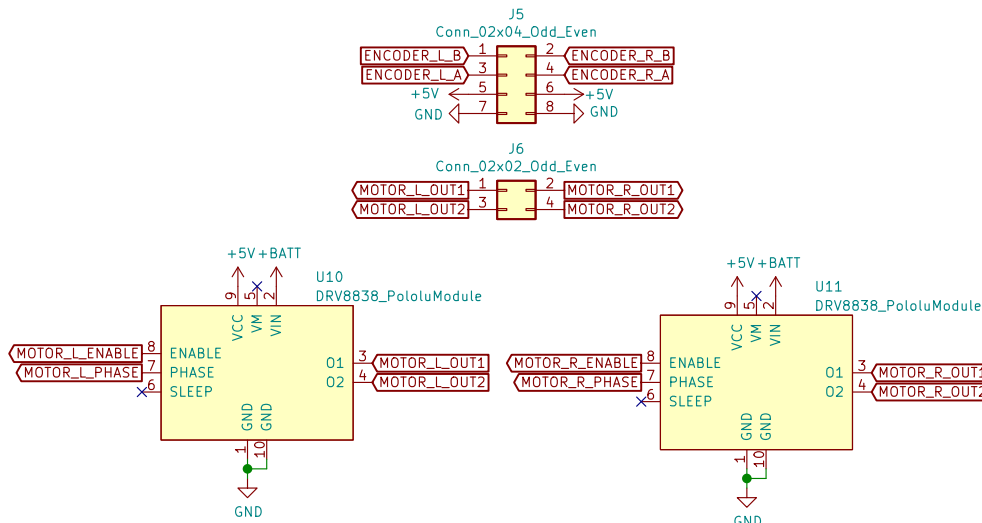 J5
Conn_02x04_Odd_Even
ENCODER_L_B 1 2 ENCODER_R_B
ENCODER_L_A 3 4 ENCODER_R_A
+5V 5 6 +5V
GND 7 8 GND
J6
Conn_02x02_Odd_Even
MOTOR_L_OUT1 1 2 MOTOR_R_OUT1
MOTOR_L_OUT2 3 4 MOTOR_R_OUT2
+5V +BATT
U10
DRV8838_PololuModule
9 5 2
VCC VM VIN
MOTOR_L_ENABLE 8 ENABLE
MOTOR_L_PHASE 7 PHASE
6 SLEEP
O1 3 MOTOR_L_OUT1
O2 4 MOTOR_L_OUT2
GND GND
1 10
GND
+5V +BATT
U11
DRV8838_PololuModule
9 5 2
VCC VM VIN
MOTOR_R_ENABLE 8 ENABLE
MOTOR_R_PHASE 7 PHASE
6 SLEEP
O1 3 MOTOR_R_OUT1
O2 4 MOTOR_R_OUT2
GND GND
1 10
GND